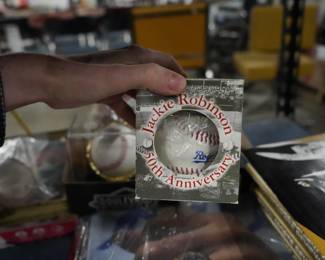 Jackie Robinson
50th Anniversary